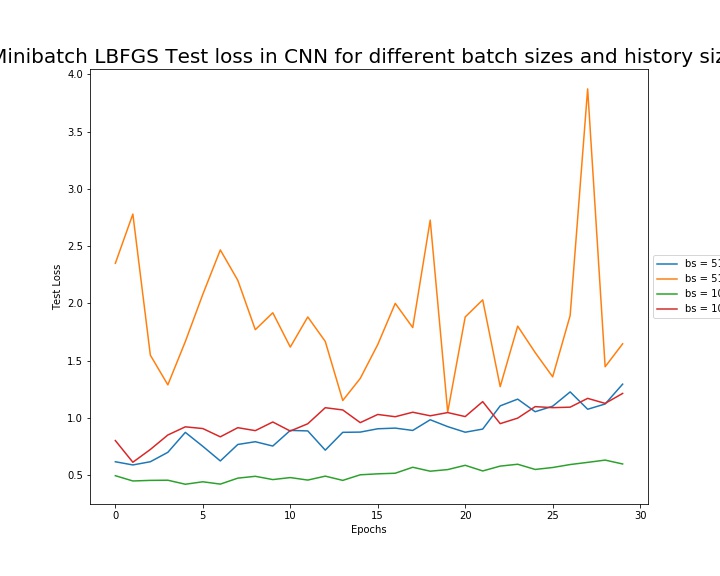 Minibatch LBFGS Test loss in CNN for different batch sizes and history siz
4.0
3.5
3.0
2.5
2.0
1.5
1.0
0.5
Test Loss
0
5
10
15
20
25
30
Epochs
bs = 51
bs = 51
bs = 10
bs = 10